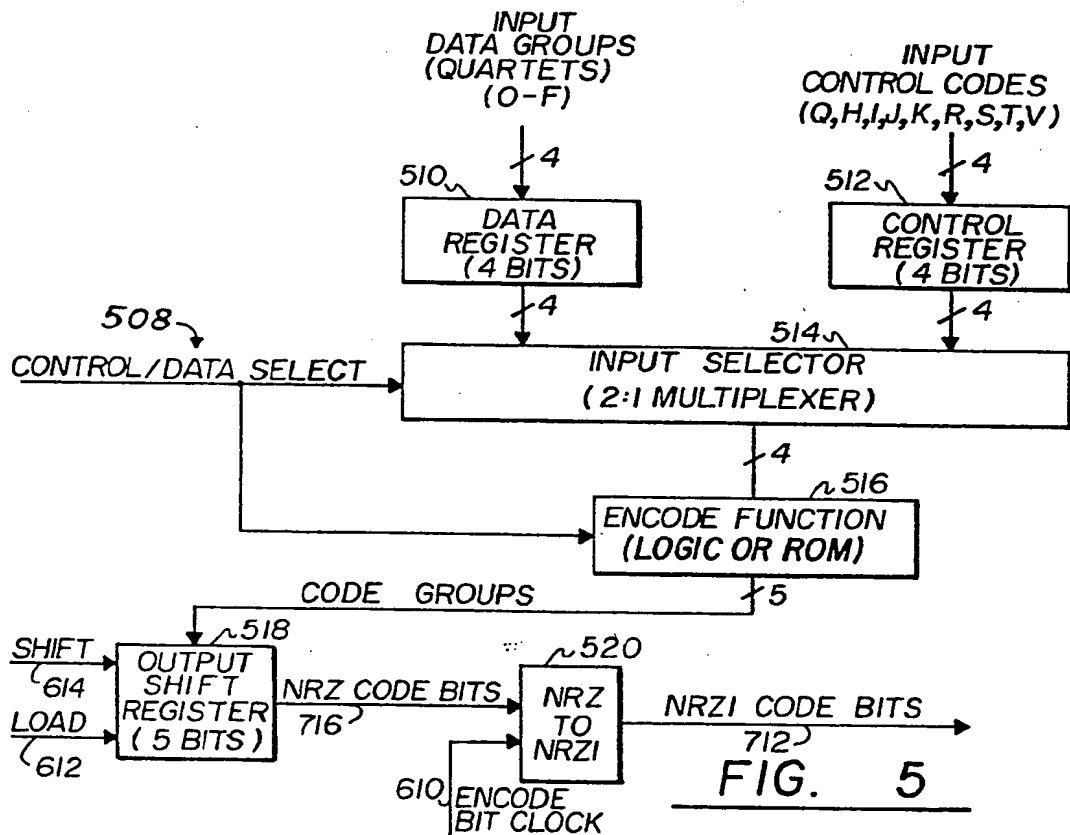 INPUT
DATA GROUPS
(QUARTETS)
(O-F)
INPUT
CONTROL CODES
(Q,H,I,J,K,R,S,T,V)
4
4
510
512
DATA
REGISTER
(4 BITS)
CONTROL
REGISTER
(4 BITS)
4
4
508
514
CONTROL/DATA SELECT
INPUT SELECTOR
(2:1 MULTIPLEXER)
4
516
ENCODE FUNCTION
(LOGIC OR ROM)
CODE GROUPS
5
518
520
SHIFT
614
LOAD
612
OUTPUT
SHIFT
REGISTER
(5 BITS)
NRZ CODE BITS
716
NRZ
TO
NRZI
NRZI CODE BITS
712
610
ENCODE
BIT CLOCK
FIG. 5